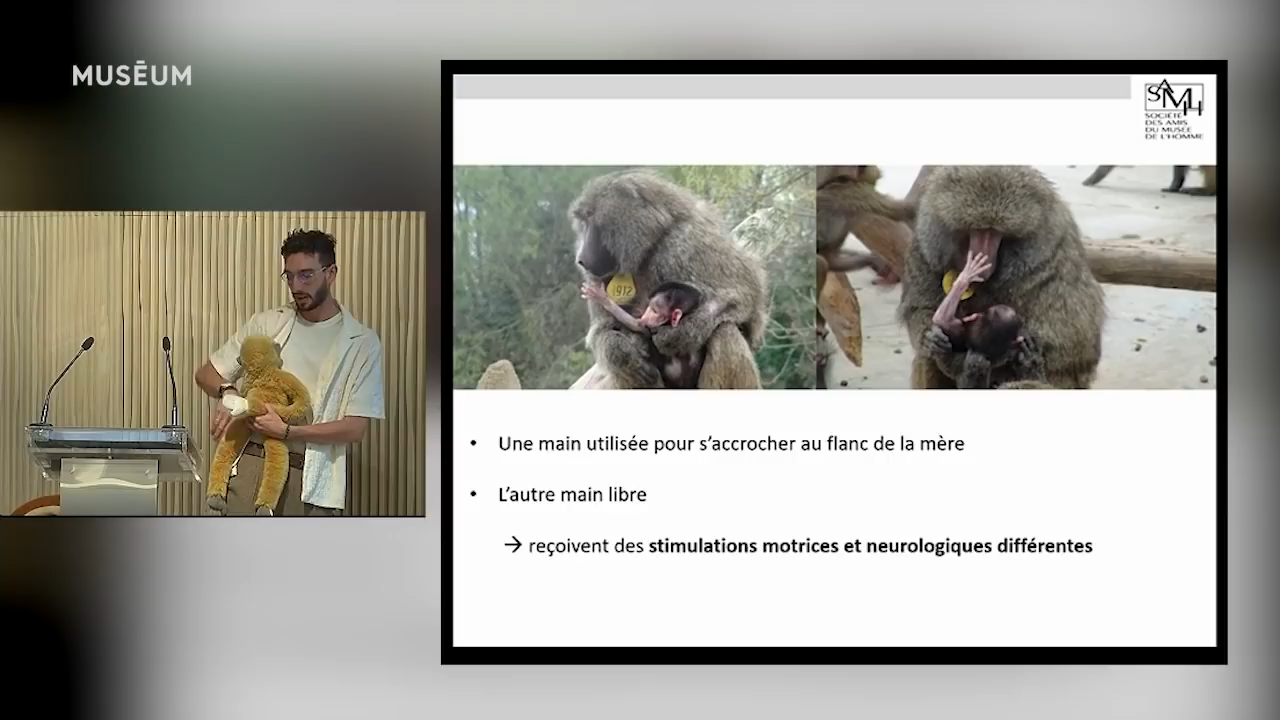 MUSĒUM
SAMH
SOCIÉTÉ
DES AMIS
DU MUSÉE
DE L'HOMME
1912
• Une main utilisée pour s'accrocher au flanc de la mère
• L'autre main libre
→ reçoivent des stimulations motrices et neurologiques différentes